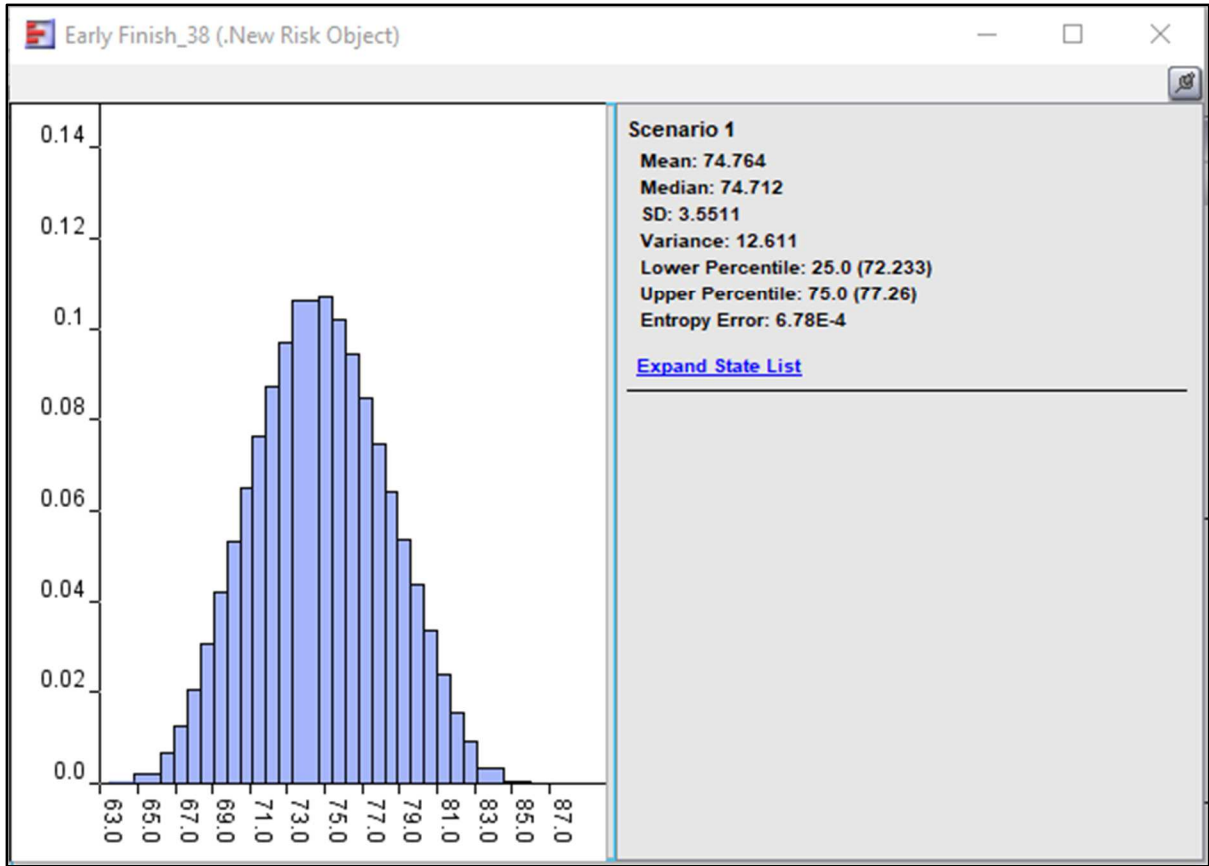 Early Finish_38 (.New Risk Object)
0.14
0.12
0.1
0.08
0.06
0.04
0.02
0.0
63.0
65.0
67.0
69.0
71.0
73.0
75.0
77.0
79.0
81.0
83.0
85.0
87.0
Scenario 1
Mean: 74.764
Median: 74.712
SD: 3.5511
Variance: 12.611
Lower Percentile: 25.0 (72.233)
Upper Percentile: 75.0 (77.26)
Entropy Error: 6.78E-4
Expand State List